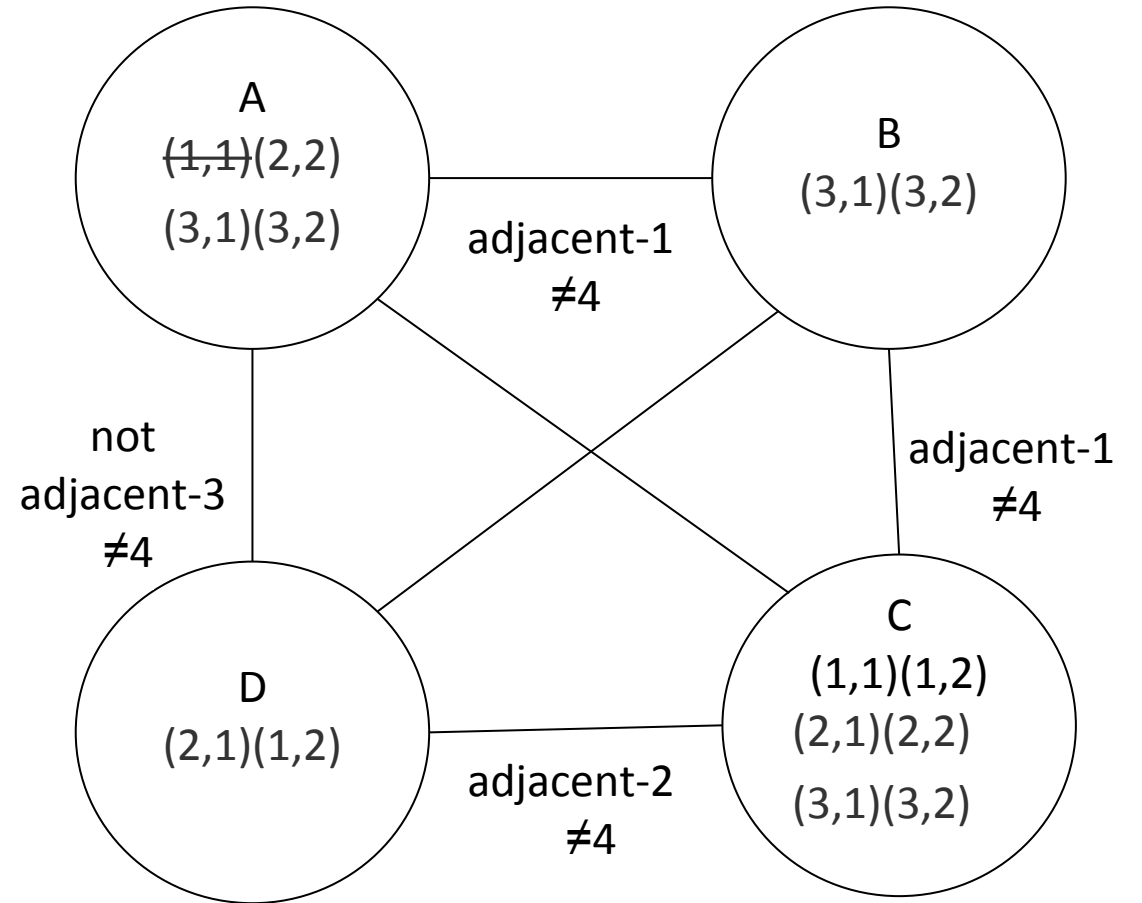 A
(1,1)(2,2)
(3,1)(3,2)
B
(3,1)(3,2)
adjacent-1
≠4
not
adjacent-3
≠4
adjacent-1
≠4
D
(2,1)(1,2)
adjacent-2
≠4
C
(1,1)(1,2)
(2,1)(2,2)
(3,1)(3,2)